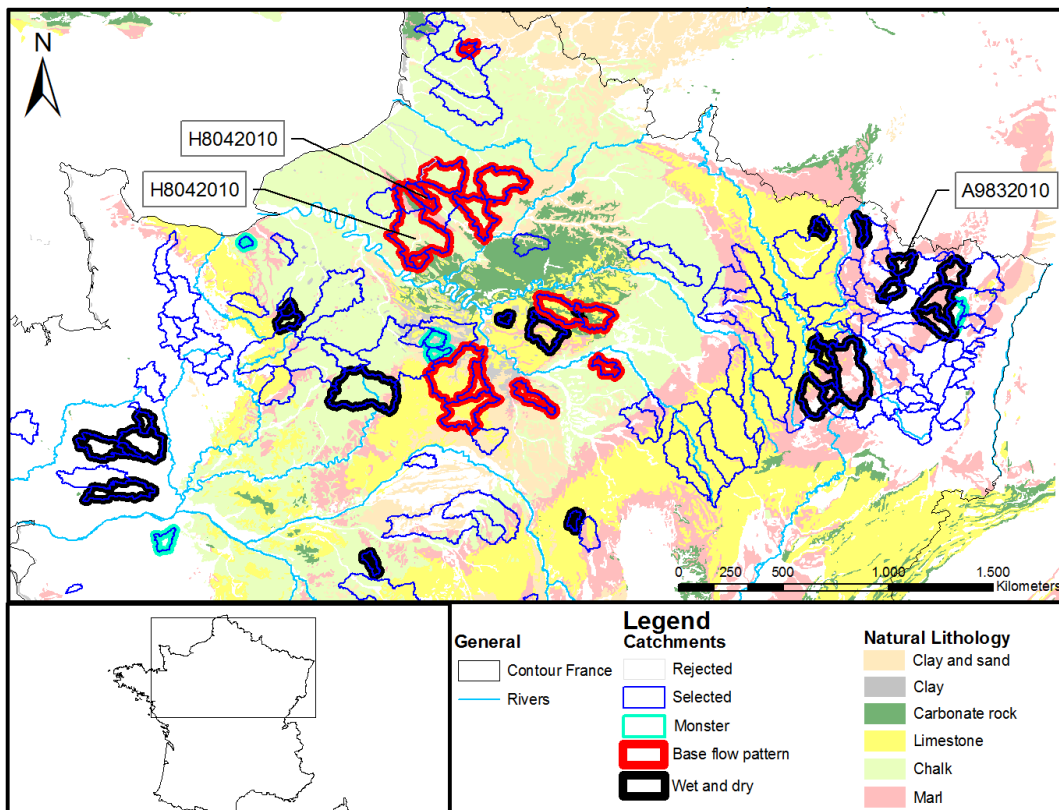 N
H8042010
H8042010
A9832010
0 250 500 1.000 1.500
Kilometers
Legend
General
Contour France
Rivers
Catchments
Rejected
Selected
Monster
Base flow pattern
Wet and dry
Natural Lithology
Clay and sand
Clay
Carbonate rock
Limestone
Chalk
Marl